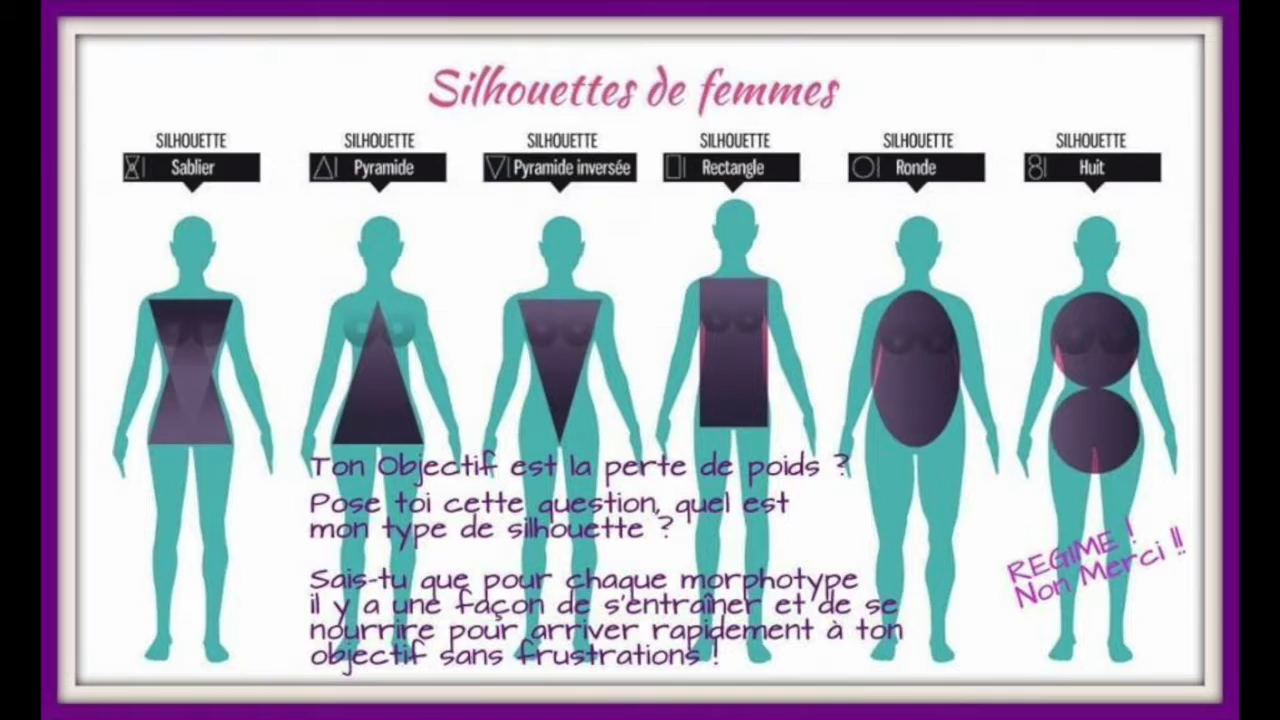 Silhouettes de femmes
SILHOUETTE
Sablier
SILHOUETTE
Pyramide
SILHOUETTE
Pyramide inversée
SILHOUETTE
Rectangle
SILHOUETTE
Ronde
SILHOUETTE
Huit
Ton Objectif est la perte de poids ?
Pose toi cette question, quel est
mon type de silhouette ?
Sais-tu que pour chaque morphotype
il y a une façon de s'entraîner et de se
nourrire pour arriver rapidement à ton
objectif sans frustrations !
REGIME !
Non Merci !!